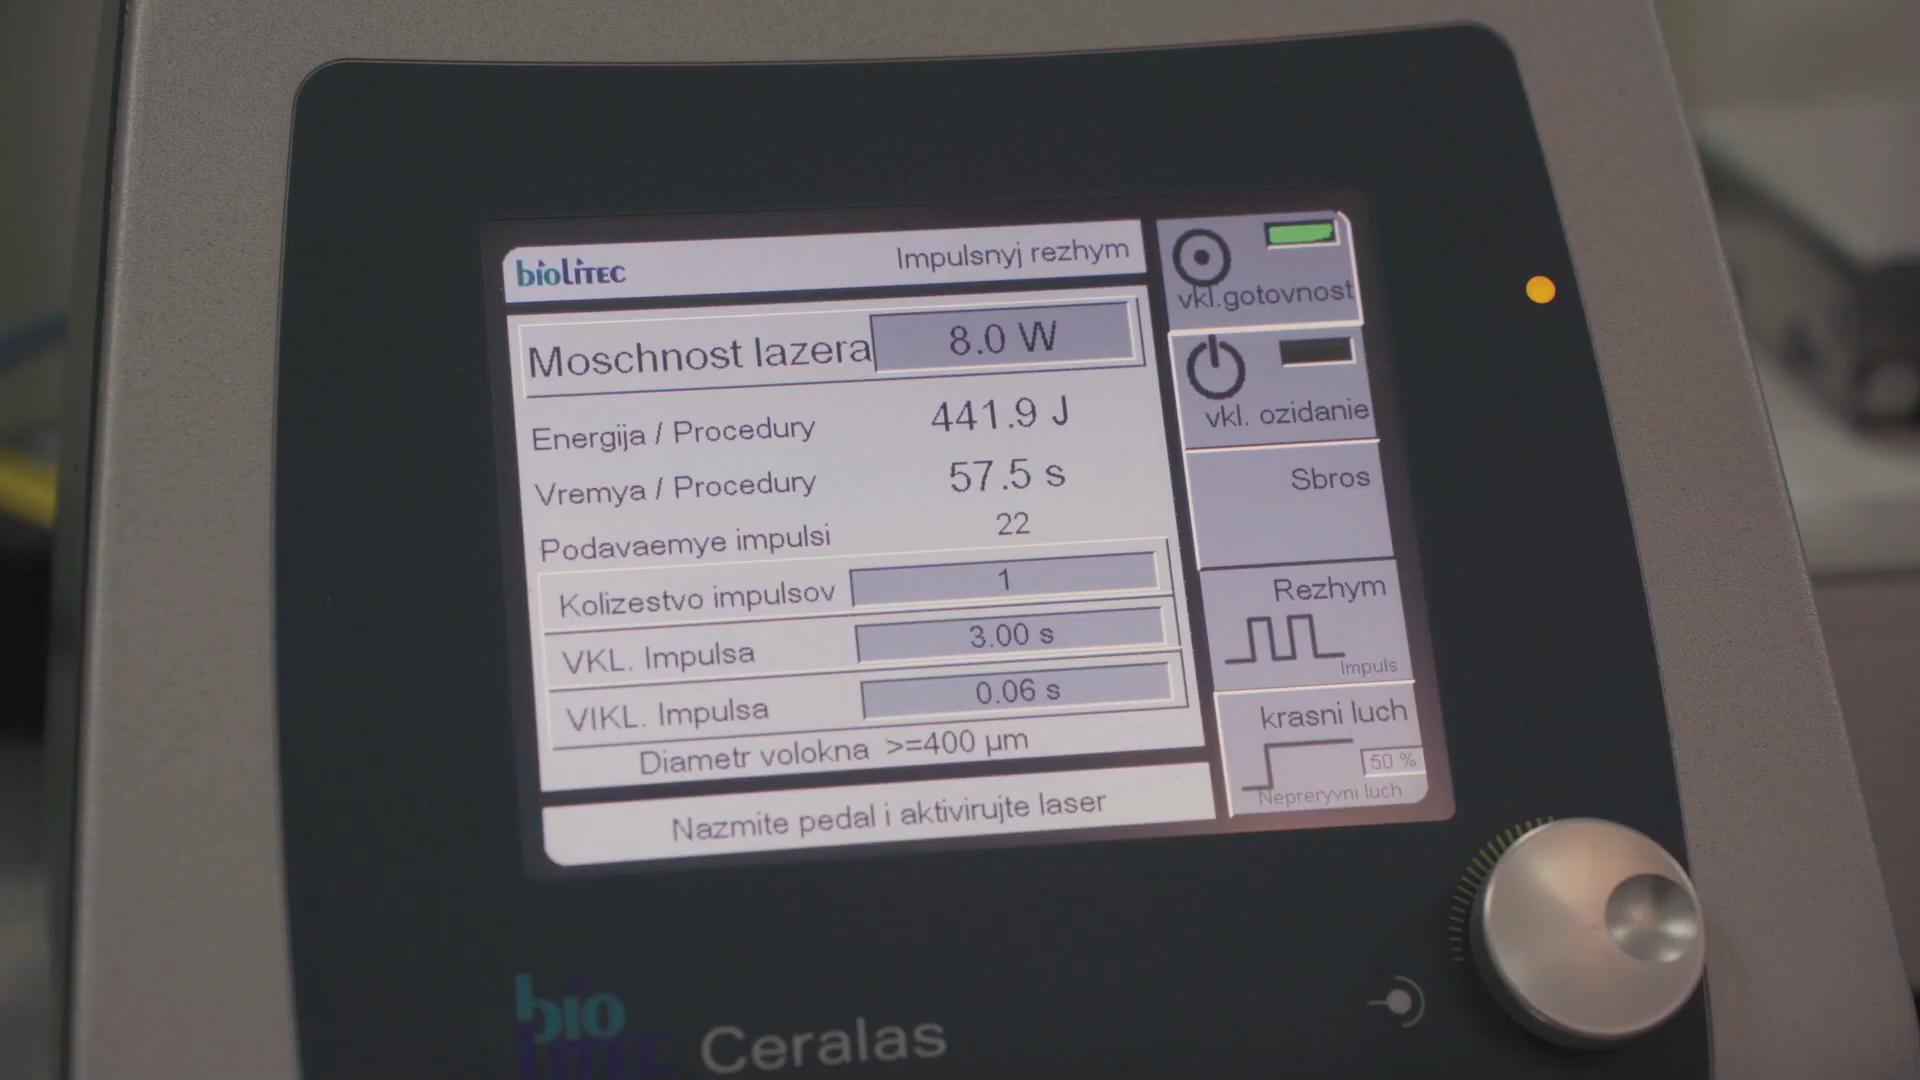 biolitec Impulsnyj rezhym
Moschnost lazera 8.0 W
Energija / Procedury 441.9 J
Vremya / Procedury 57.5 s
Podavaemye impulsi 22
Kolizestvo impulsov 1
VKL. Impulsa 3.00 s
VIKL. Impulsa 0.06 s
Diametr volokna >=400 µm
Nazmite pedal i aktivirujte laser
vkl.gotovnost
vkl. ozidanie
Sbros
Rezhym
Impuls
krasni luch
50 %
Nepreryvni luch
bio
litec Ceralas